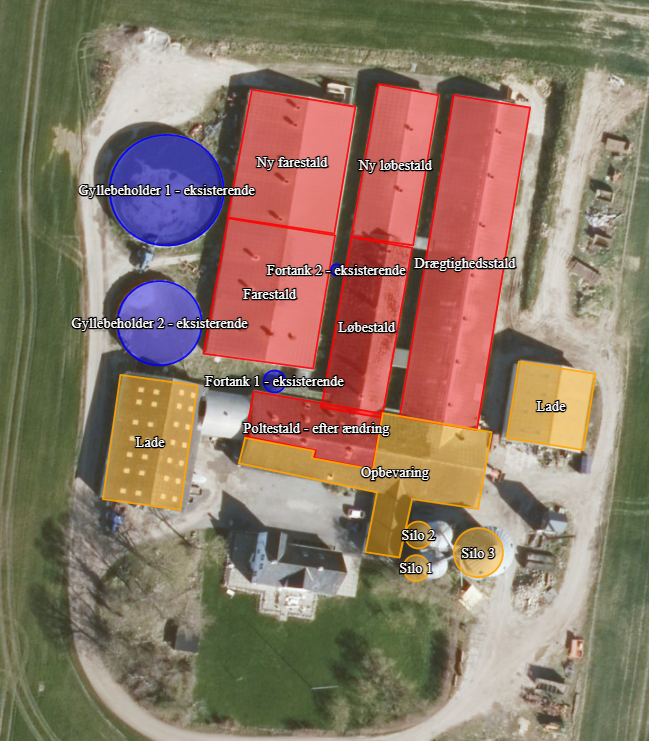 Ny farestald
Ny løbestald
Gyllebeholder 1 - eksisterende
Drægtighedsstald
Fortank 2 - eksisterende
Farestald
Gyllebeholder 2 - eksisterende
Løbestald
Fortank 1 - eksisterende
Lade
Poltestald - efter ændring
Lade
Opbevaring
Silo 2
Silo 3
Silo 1